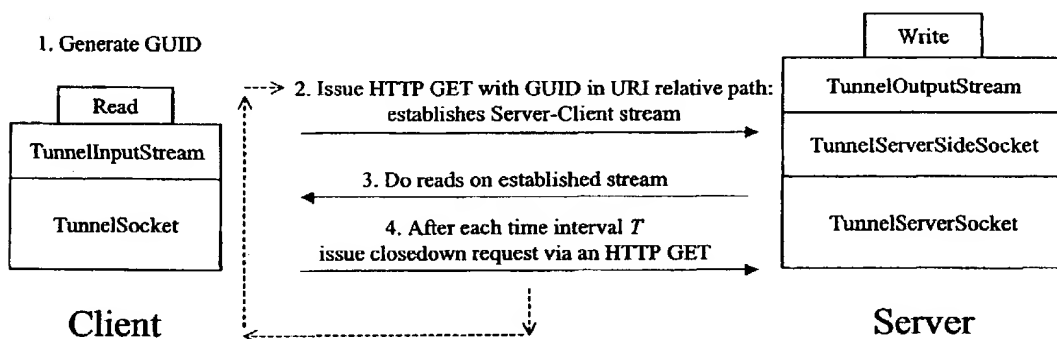 1. Generate GUID
Write
2. Issue HTTP GET with GUID in URI relative path:
establishes Server-Client stream
TunnelOutputStream
Read
TunnelInputStream
TunnelServerSideSocket
3. Do reads on established stream
TunnelSocket
TunnelServerSocket
4. After each time interval T
issue closedown request via an HTTP GET
Client
Server